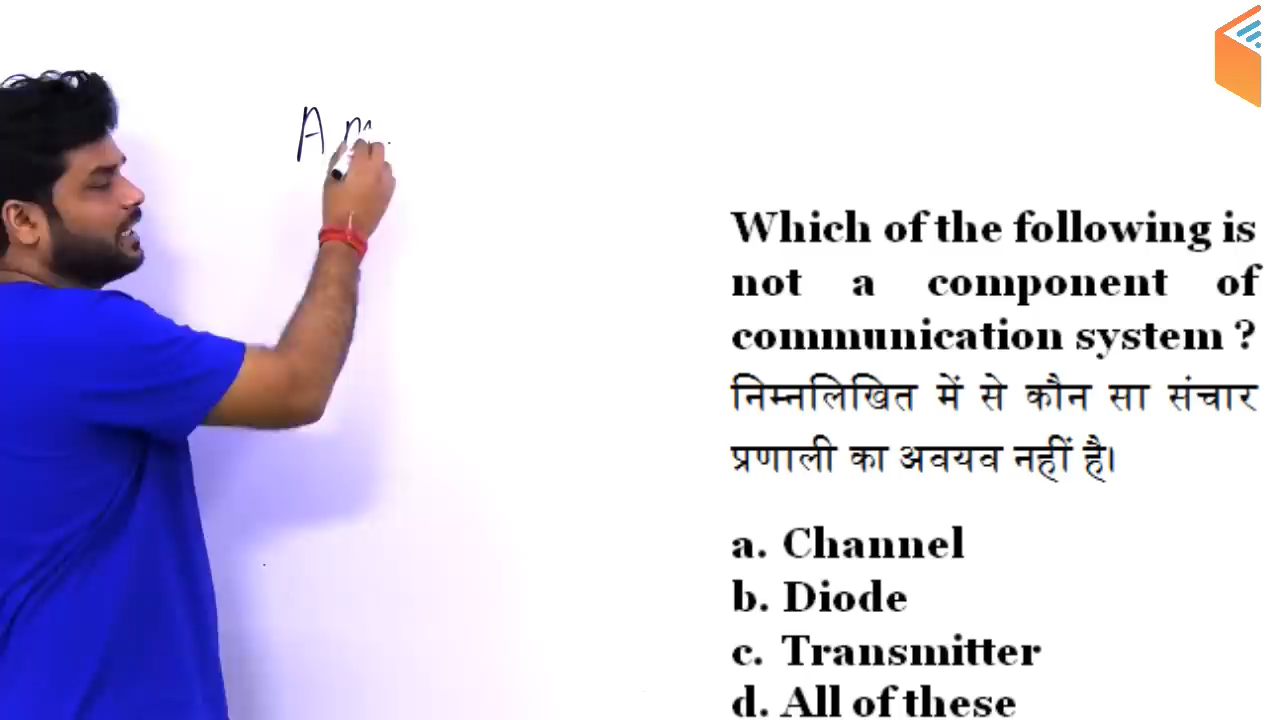 A m
Which of the following is
not a component of
communication system ?
निम्नलिखित में से कौन सा संचार
प्रणाली का अवयव नहीं है।
a. Channel
b. Diode
c. Transmitter
d. All of these